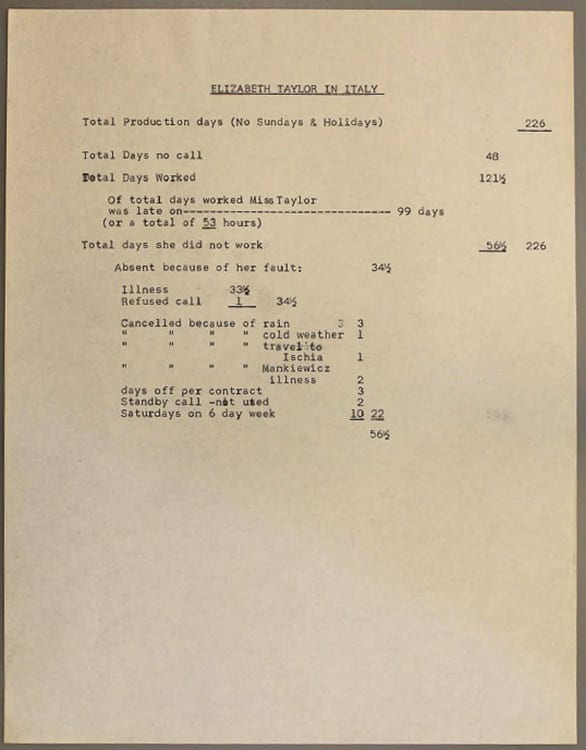 ELIZABETH TAYLOR IN ITALY
Total Production days (No Sundays & Holidays) 226
Total Days no call 48
Total Days Worked 121½
Of total days worked Miss Taylor
was late on------------------------------ 99 days
(or a total of 53 hours)
Total days she did not work 56½ 226
Absent because of her fault: 34½
Illness 33½
Refused call 1 34½
Cancelled because of rain 3 3
" " " " cold weather 1
" " " " travel to
Ischia 1
" " " " Mankiewicz
illness 2
days off per contract 3
Standby call -not used 2
Saturdays on 6 day week 10 22
56½